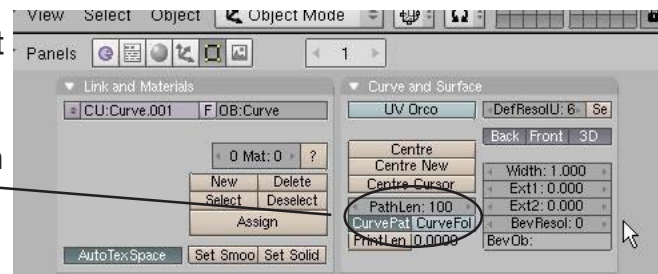 View Select Object Object Mode
t
Panels 1
Link and Materials
CU:Curve.001 F OB:Curve
0 Mat: 0 ?
New Delete
Select Deselect
Assign
AutoTexSpace Set Smoo Set Solid
Curve and Surface
UV Orco DefResolU: 6 Se
Back Front 3D
Centre
Centre New
Centre Cursor
PathLen: 100
CurvePat CurveFol
PrintLen 0.0000
Width: 1.000
Ext1: 0.000
Ext2: 0.000
BevResol: 0
BevOb: